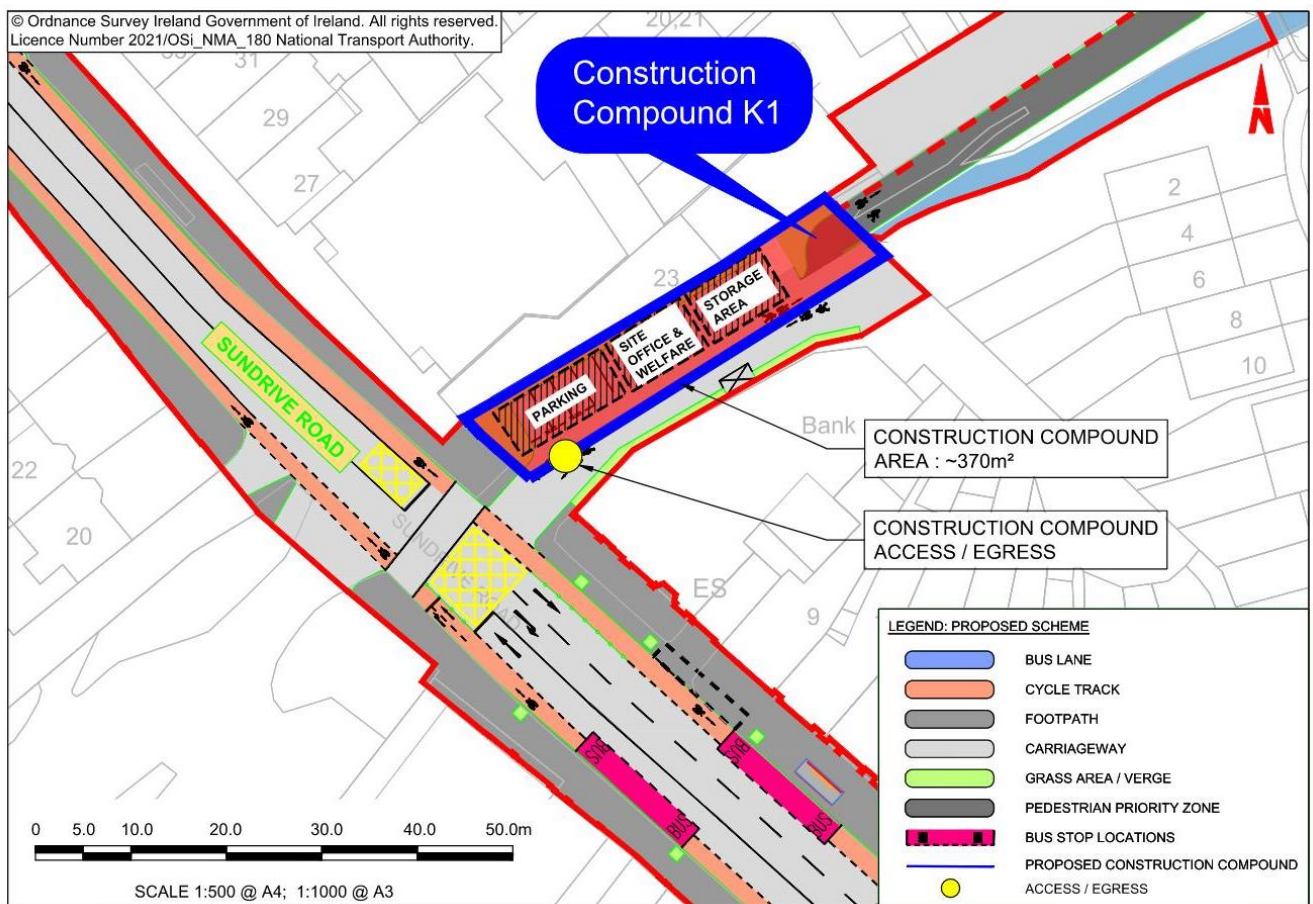 © Ordnance Survey Ireland Government of Ireland. All rights reserved.
Licence Number 2021/OSi_NMA_180 National Transport Authority.
20,21
31
29
27
Construction
Compound K1
N
23
STORAGE
AREA
SITE
OFFICE &
WELFARE
PARKING
SUNDRIVE ROAD
2
4
6
8
10
Bank
CONSTRUCTION COMPOUND
AREA : ~370m²
CONSTRUCTION COMPOUND
ACCESS / EGRESS
22
20
ES
9
BUS
BUS
BUS
BUS
LEGEND: PROPOSED SCHEME
BUS LANE
CYCLE TRACK
FOOTPATH
CARRIAGEWAY
GRASS AREA / VERGE
PEDESTRIAN PRIORITY ZONE
BUS STOP LOCATIONS
PROPOSED CONSTRUCTION COMPOUND
ACCESS / EGRESS
0 5.0 10.0 20.0 30.0 40.0 50.0m
SCALE 1:500 @ A4; 1:1000 @ A3